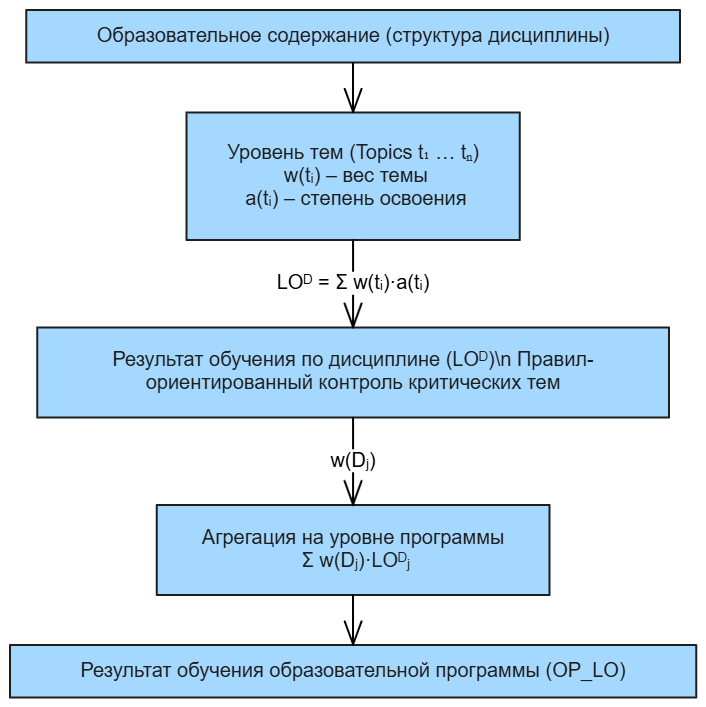 Образовательное содержание (структура дисциплины)
Уровень тем (Topics t₁ … tₙ)
w(tᵢ) – вес темы
a(tᵢ) – степень освоения
LOᴰ = Σ w(tᵢ)·a(tᵢ)
Результат обучения по дисциплине (LOᴰ)\n Правил-
ориентированный контроль критических тем
w(Dⱼ)
Агрегация на уровне программы
Σ w(Dⱼ)·LOᴰⱼ
Результат обучения образовательной программы (OP_LO)